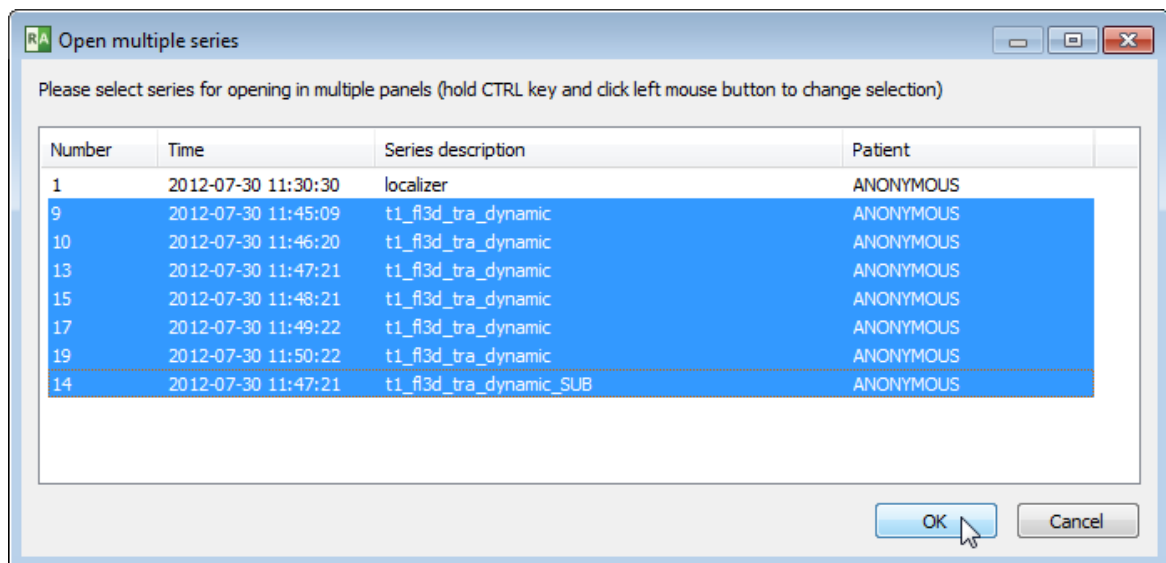 RA Open multiple series
Please select series for opening in multiple panels (hold CTRL key and click left mouse button to change selection)
Number Time Series description Patient
1 2012-07-30 11:30:30 localizer ANONYMOUS
9 2012-07-30 11:45:09 t1_fl3d_tra_dynamic ANONYMOUS
10 2012-07-30 11:46:20 t1_fl3d_tra_dynamic ANONYMOUS
13 2012-07-30 11:47:21 t1_fl3d_tra_dynamic ANONYMOUS
15 2012-07-30 11:48:21 t1_fl3d_tra_dynamic ANONYMOUS
17 2012-07-30 11:49:22 t1_fl3d_tra_dynamic ANONYMOUS
19 2012-07-30 11:50:22 t1_fl3d_tra_dynamic ANONYMOUS
14 2012-07-30 11:47:21 t1_fl3d_tra_dynamic_SUB ANONYMOUS
OK Cancel